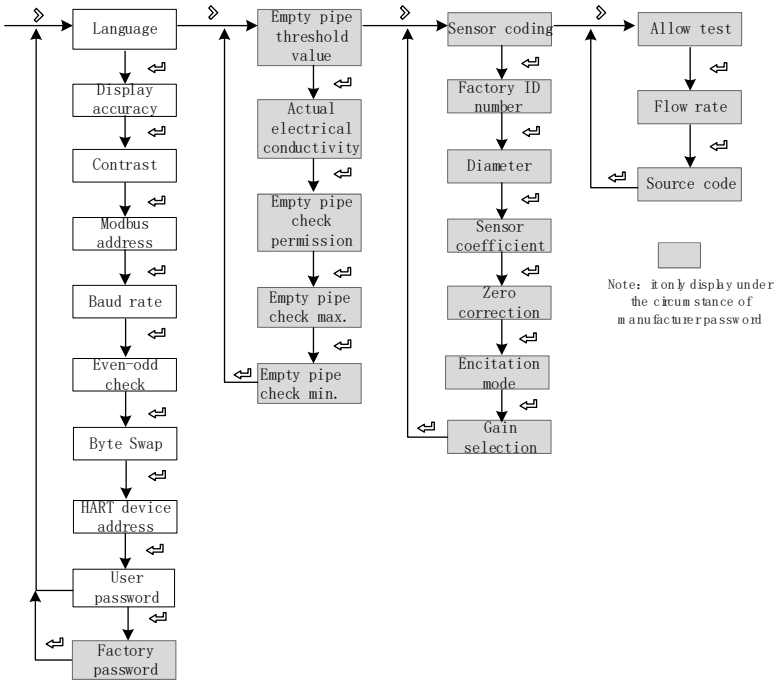 Language
Display
accuracy
Contrast
Modbus
address
Baud rate
Even-odd
check
Byte Swap
HART device
address
User
password
Factory
password
Empty pipe
threshold
value
Actual
electrical
conductivity
Empty pipe
check
permission
Empty pipe
check max.
Empty pipe
check min.
Sensor coding
Factory ID
number
Diameter
Sensor
coefficient
Zero
correction
Encitation
mode
Gain
selection
Allow test
Flow rate
Source code
Note: it only display under
the circumstance of
manufacturer password